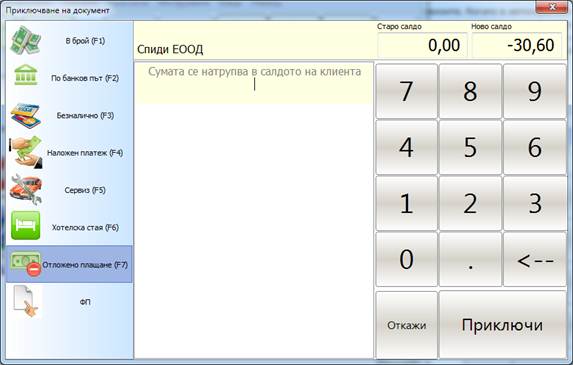 Приключване на документ
В брой (F1)
По банков път (F2)
Безналично (F3)
Наложен платеж (F4)
Сервиз (F5)
Хотелска стая (F6)
Отложено плащане (F7)
ФП
Спиди ЕООД
Старо салдо
0,00
Ново салдо
-30,60
Сумата се натрупва в салдото на клиента
7 8 9
4 5 6
1 2 3
0 . <--
Откажи
Приключи